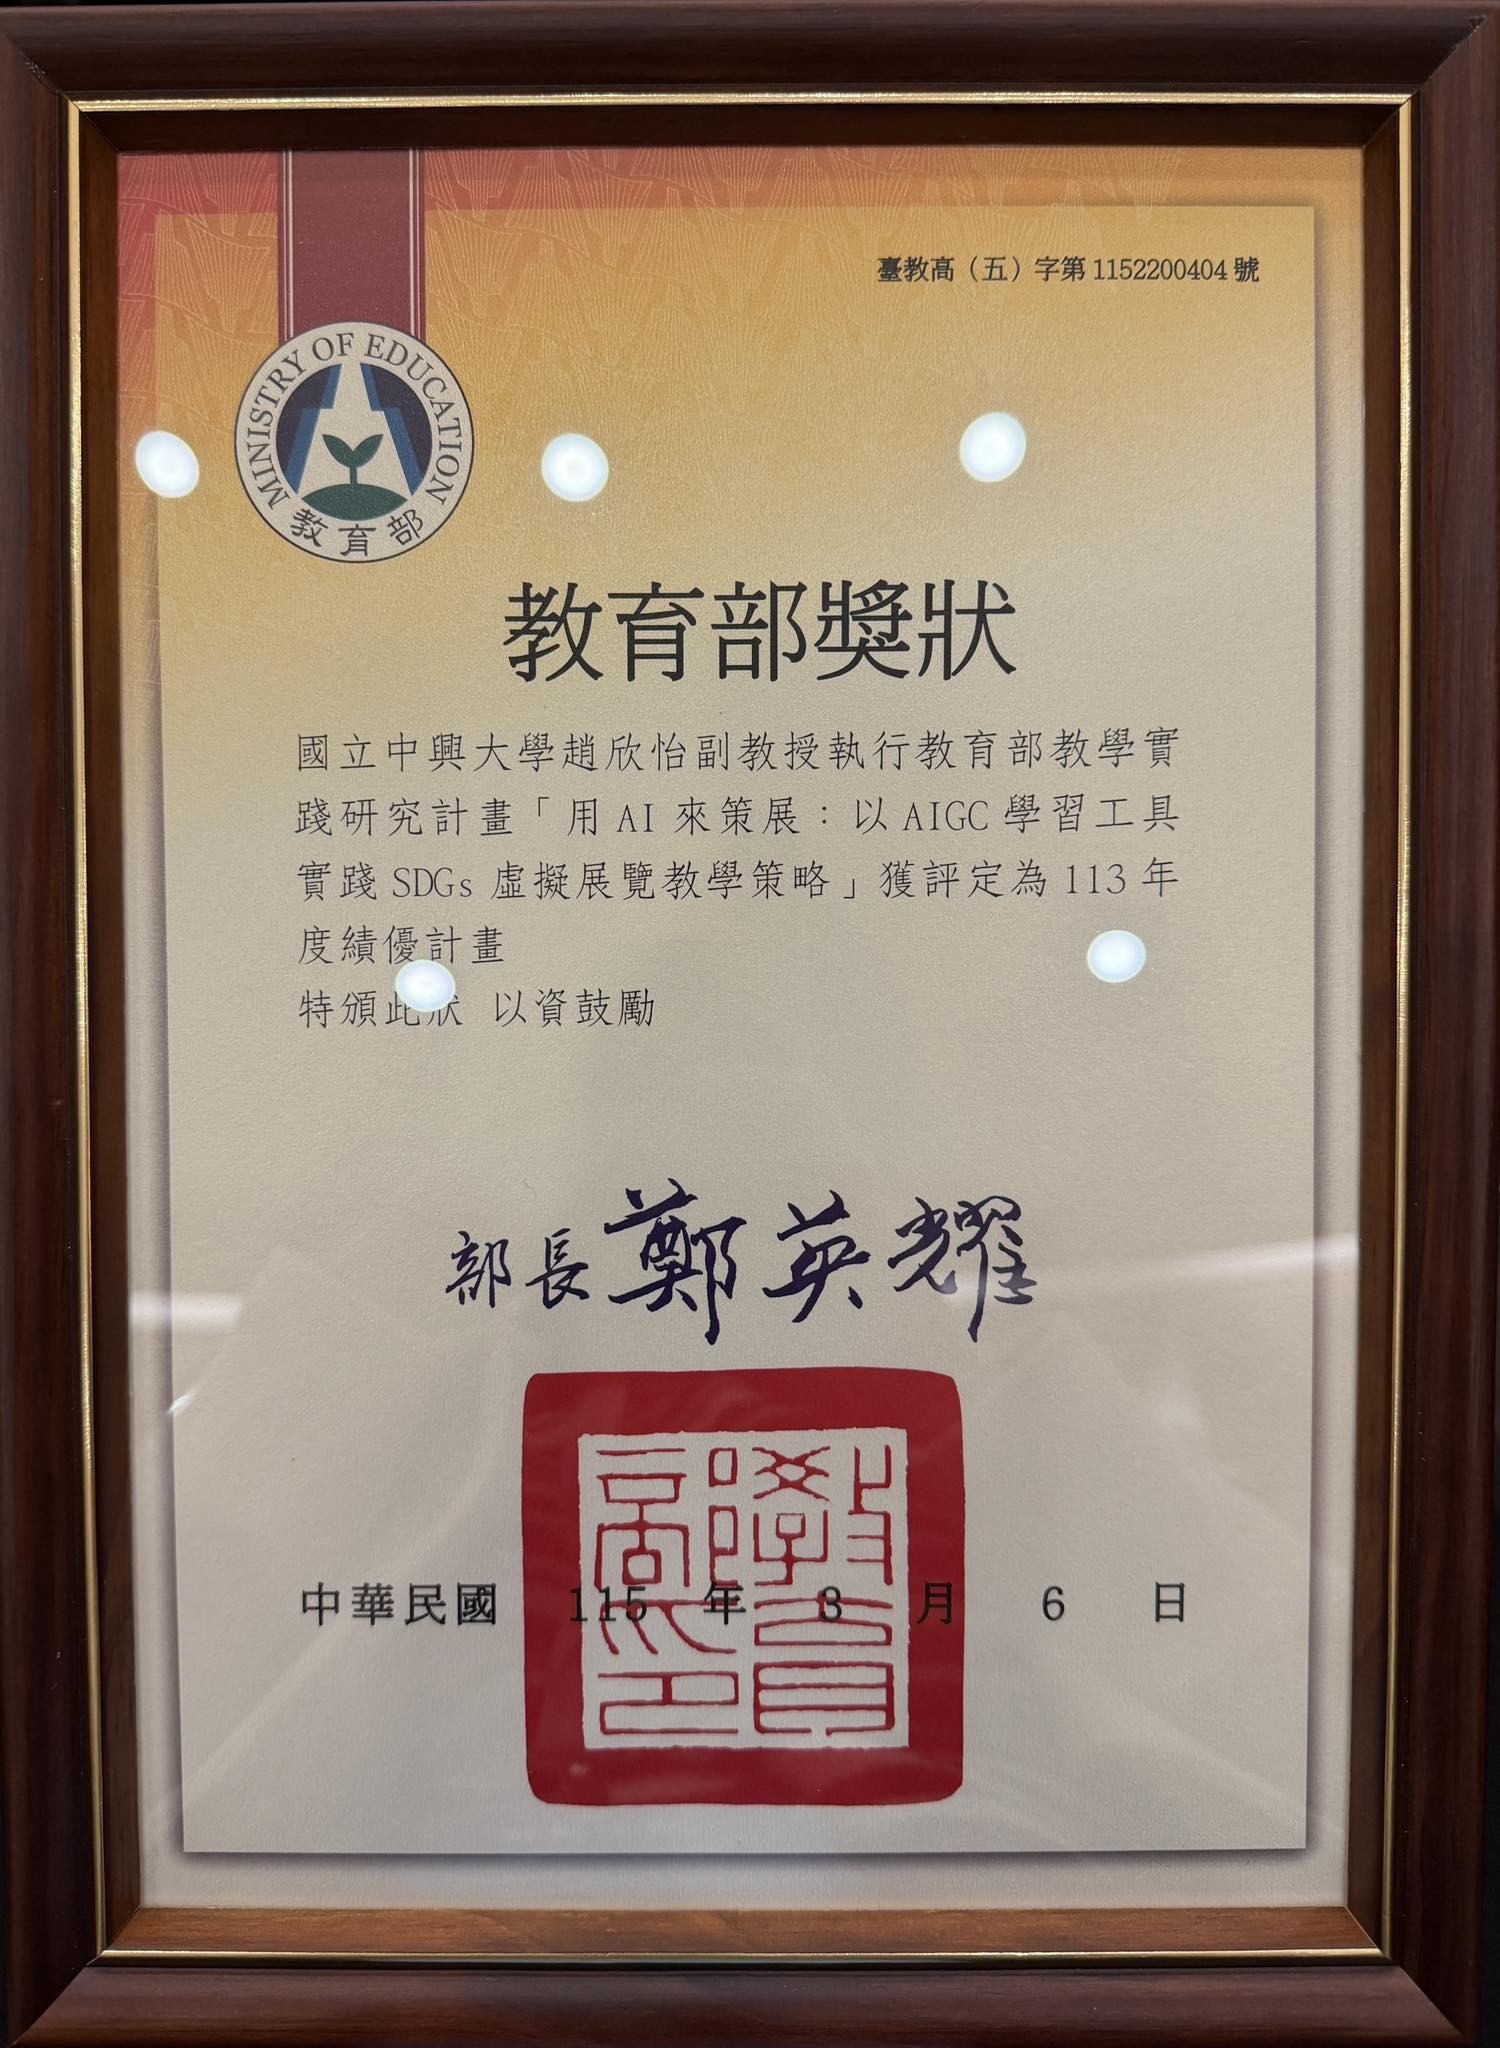 臺教高（五）字第1152200404號
MINISTRY OF EDUCATION
教育部
教育部獎狀
國立中興大學趙欣怡副教授執行教育部教學實
踐研究計畫「用AI來策展：以AIGC學習工具
實踐SDGs虛擬展覽教學策略」獲評定為113年
度績優計畫
特頒此狀 以資鼓勵
部長 鄭英耀
教育部印
中華民國 115 年 3 月 6 日